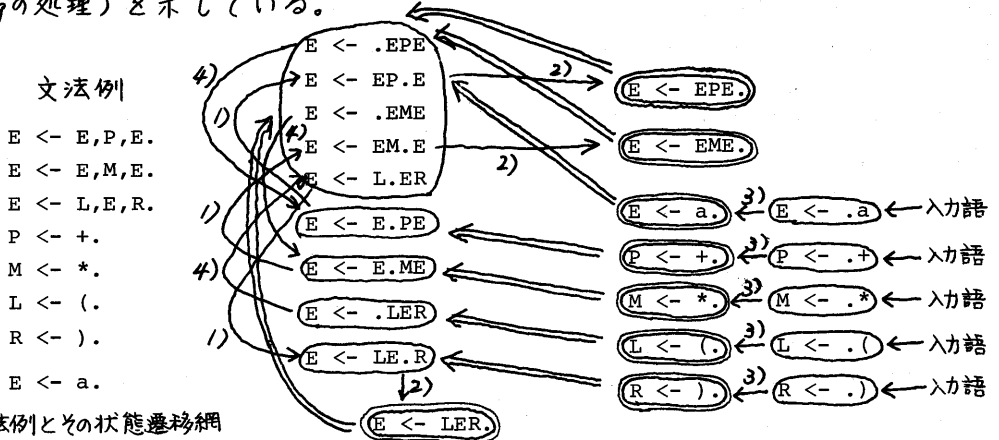 の処理)を示している。
文法例
E <- E,P,E.
E <- E,M,E.
E <- L,E,R.
P <- +.
M <- *.
L <- (.
R <- ).
E <- a.
法例とその状態遷移網
E <- .EPE
E <- EP.E
E <- .EME
E <- EM.E
E <- L.ER
E <- E.PE
E <- E.ME
E <- .LER
E <- LE.R
E <- LER.
4)
1)
4)
1)
4)
1)
2)
2)
2)
E <- EPE.
E <- EME.
E <- a. 3) E <- .a 入力語
P <- +. 3) P <- .+ 入力語
M <- *. 3) M <- .* 入力語
L <- (. 3) L <- .( 入力語
R <- ). 3) R <- .) 入力語